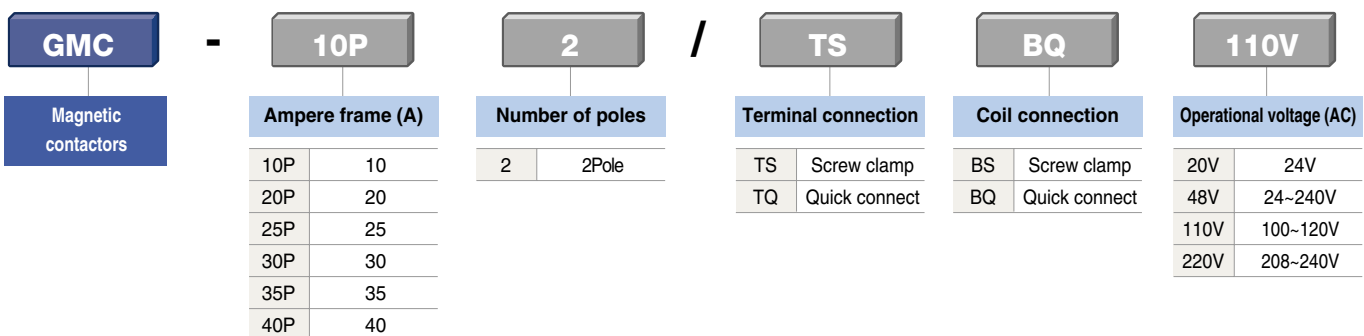 GMC - 10P 2 / TS BQ 110V
Magnetic
contactors
Ampere frame (A)
10P 10
20P 20
25P 25
30P 30
35P 35
40P 40
Number of poles
2 2Pole
Terminal connection
TS Screw clamp
TQ Quick connect
Coil connection
BS Screw clamp
BQ Quick connect
Operational voltage (AC)
20V 24V
48V 24~240V
110V 100~120V
220V 208~240V